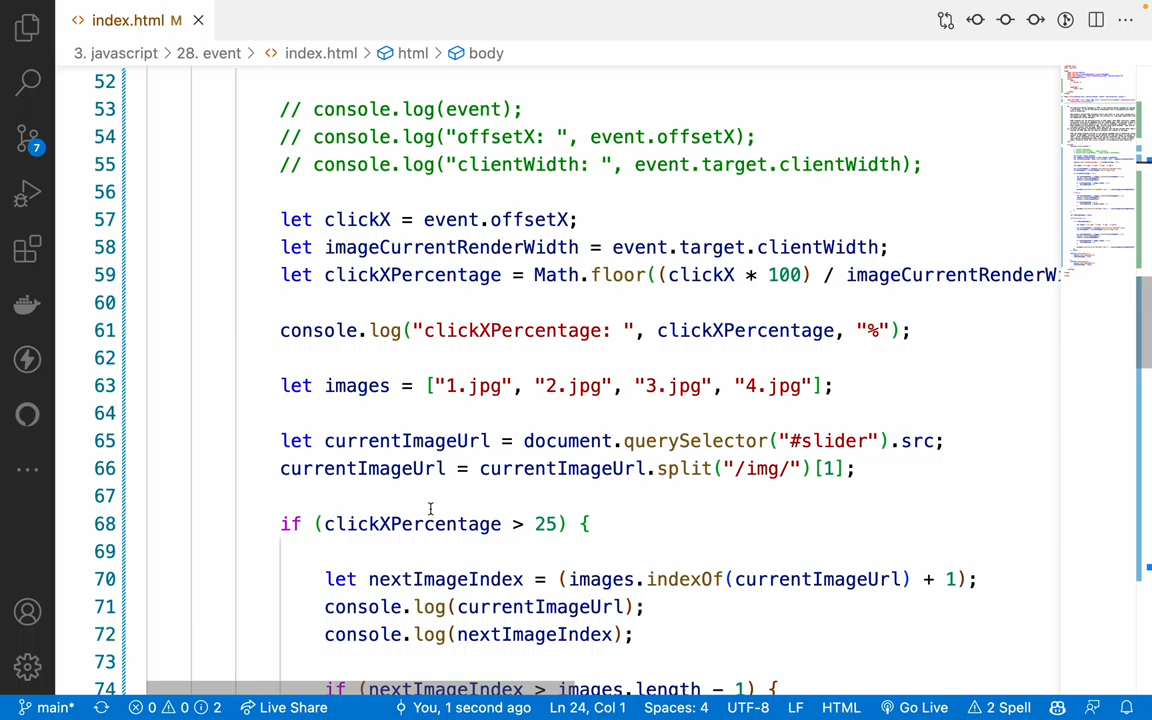 index.html M
3. javascript > 28. event > index.html > html > body
52
53 // console.log(event);
54 // console.log("offsetX: ", event.offsetX);
55 // console.log("clientWidth: ", event.target.clientWidth);
56
57 let clickX = event.offsetX;
58 let imageCurrentRenderWidth = event.target.clientWidth;
59 let clickXPercentage = Math.floor((clickX * 100) / imageCurrentRenderWi
60
61 console.log("clickXPercentage: ", clickXPercentage, "%");
62
63 let images = ["1.jpg", "2.jpg", "3.jpg", "4.jpg"];
64
65 let currentImageUrl = document.querySelector("#slider").src;
66 currentImageUrl = currentImageUrl.split("/img/")[1];
67
68 if (clickXPercentage > 25) {
69
70 let nextImageIndex = (images.indexOf(currentImageUrl) + 1);
71 console.log(currentImageUrl);
72 console.log(nextImageIndex);
73
74 if (nextImageIndex > images.length - 1) {
7
main* 0 0 2 Live Share You, 1 second ago Ln 24, Col 1 Spaces: 4 UTF-8 LF HTML Go Live 2 Spell